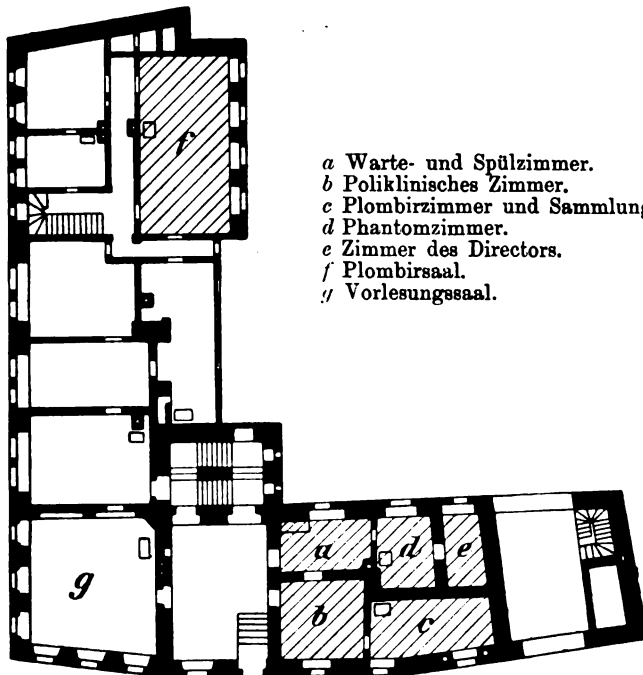 f
a Warte- und Spülzimmer.
b Poliklinisches Zimmer.
c Plombirzimmer und Sammlung
d Phantomzimmer.
e Zimmer des Directors.
f Plombirsaal.
g Vorlesungssaal.
a
d
e
g
b
c